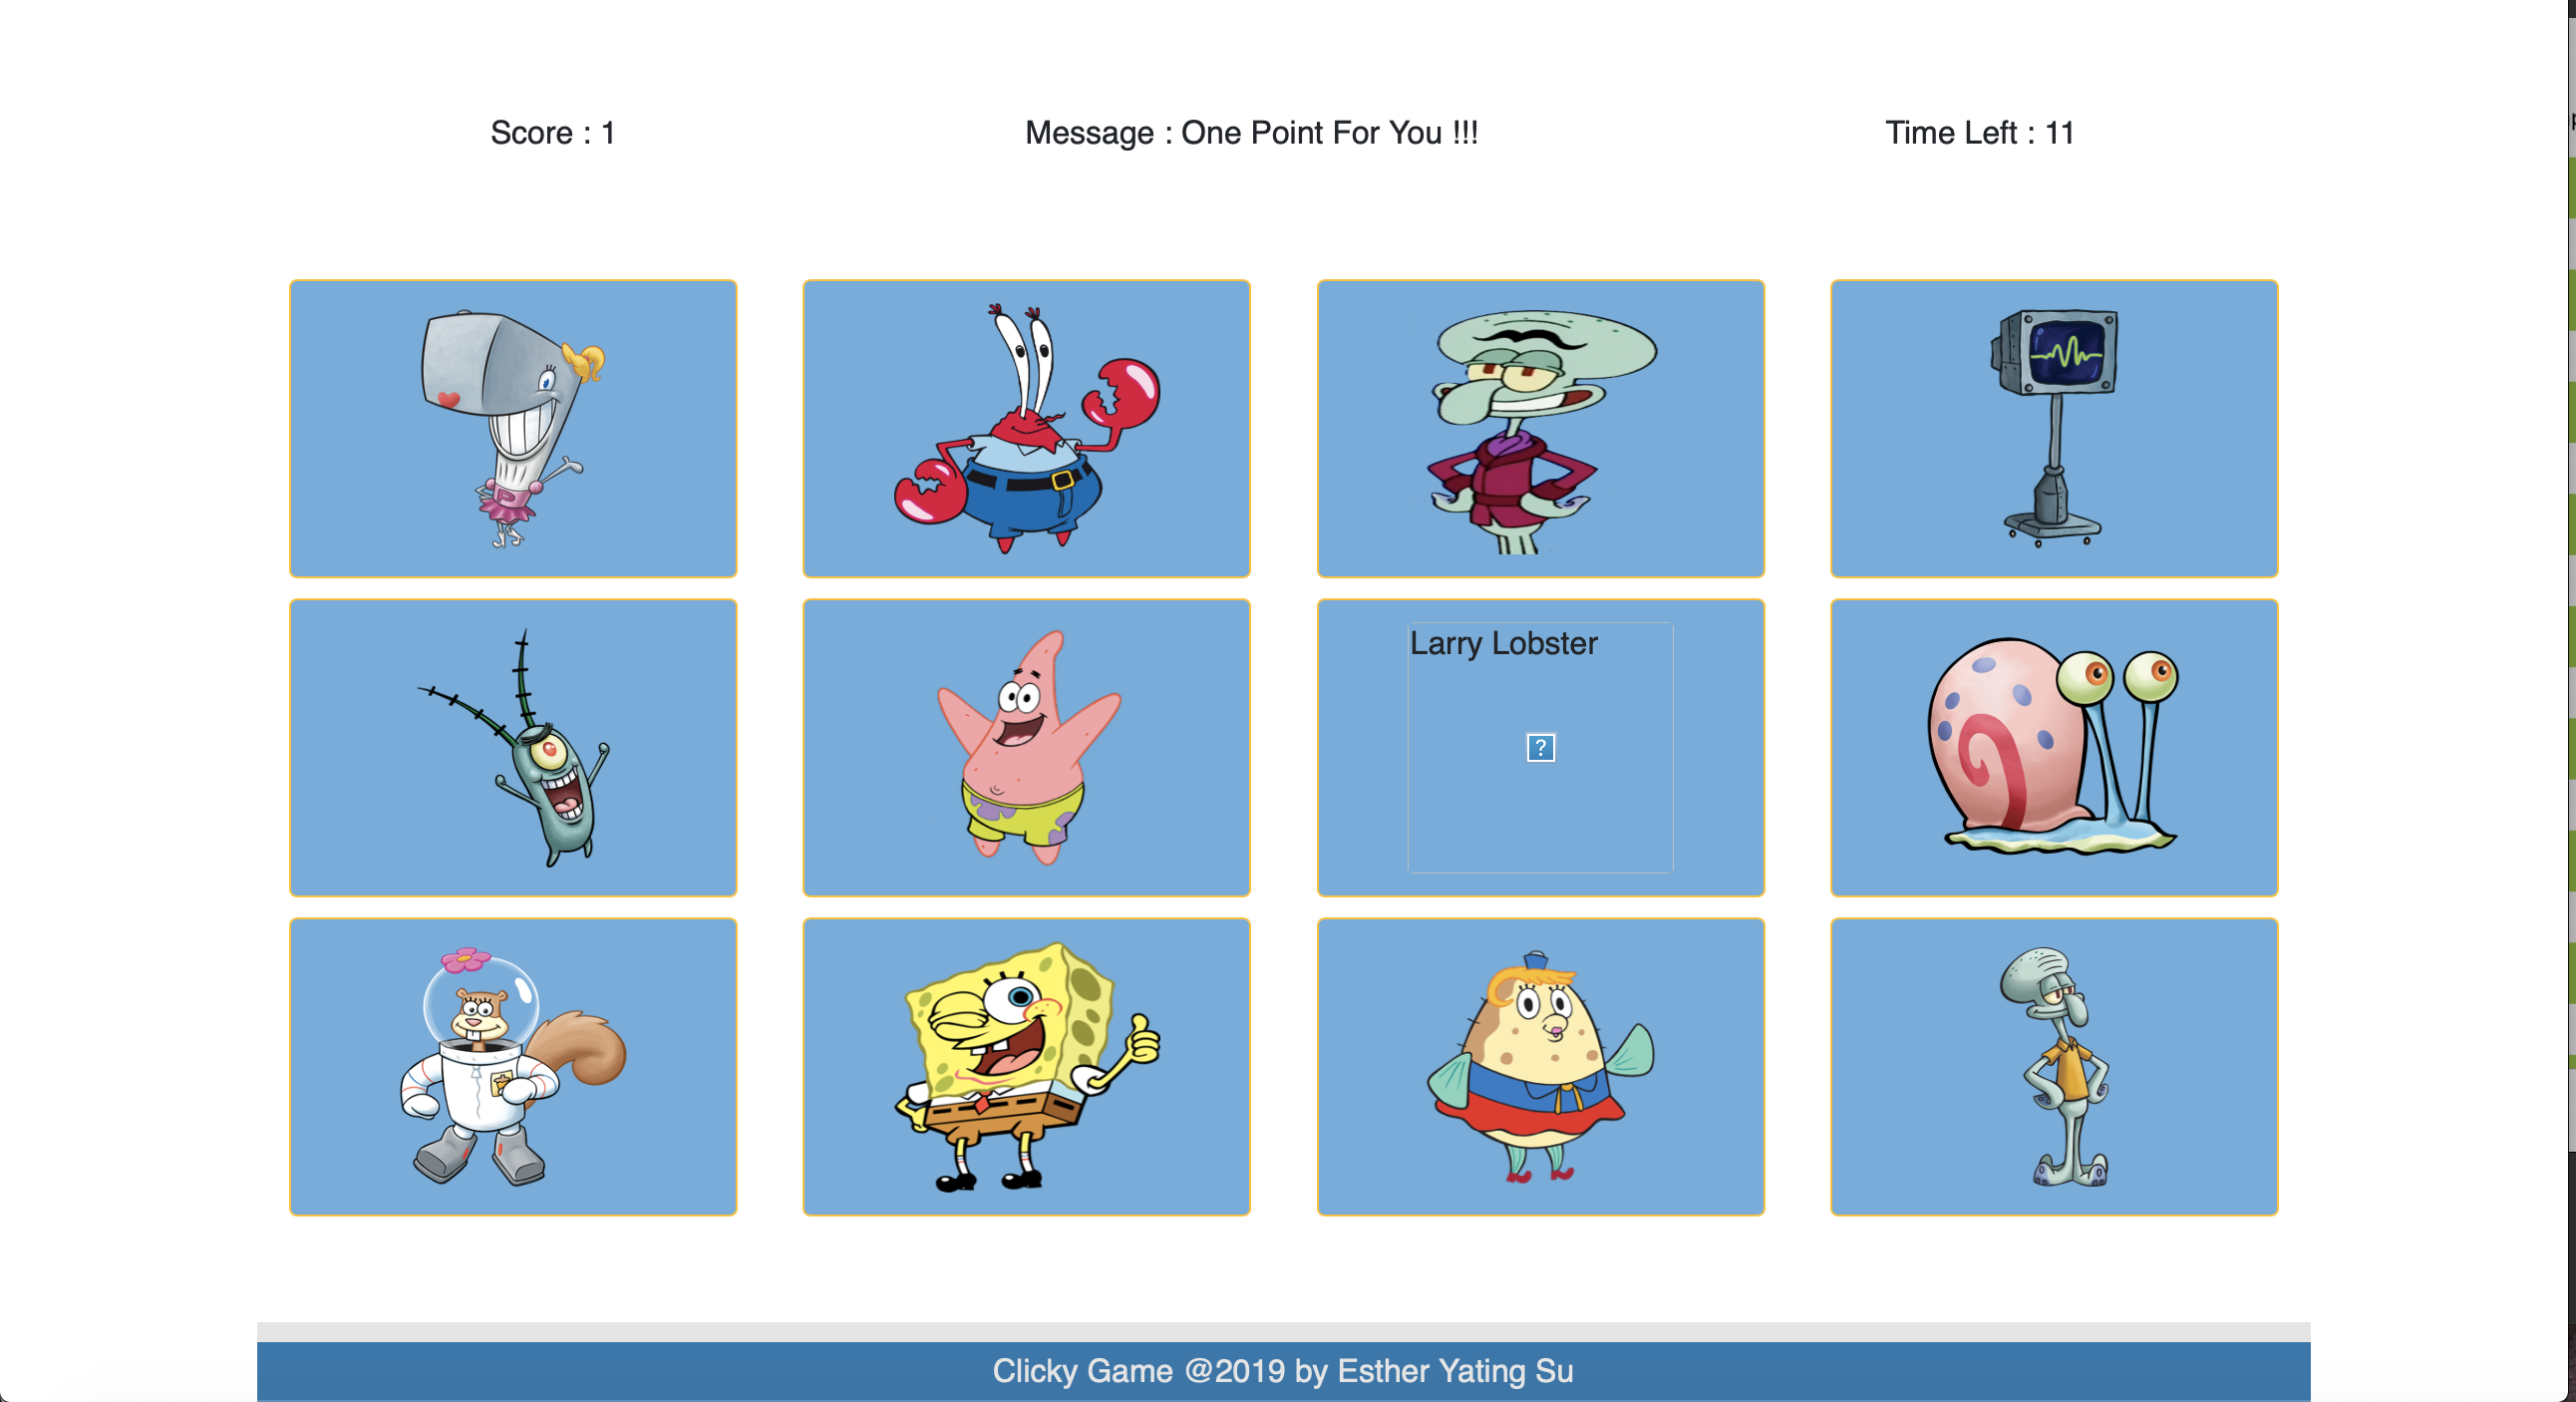 Score : 1
Message : One Point For You !!!
Time Left : 11
P
Larry Lobster
?
Clicky Game @2019 by Esther Yating Su